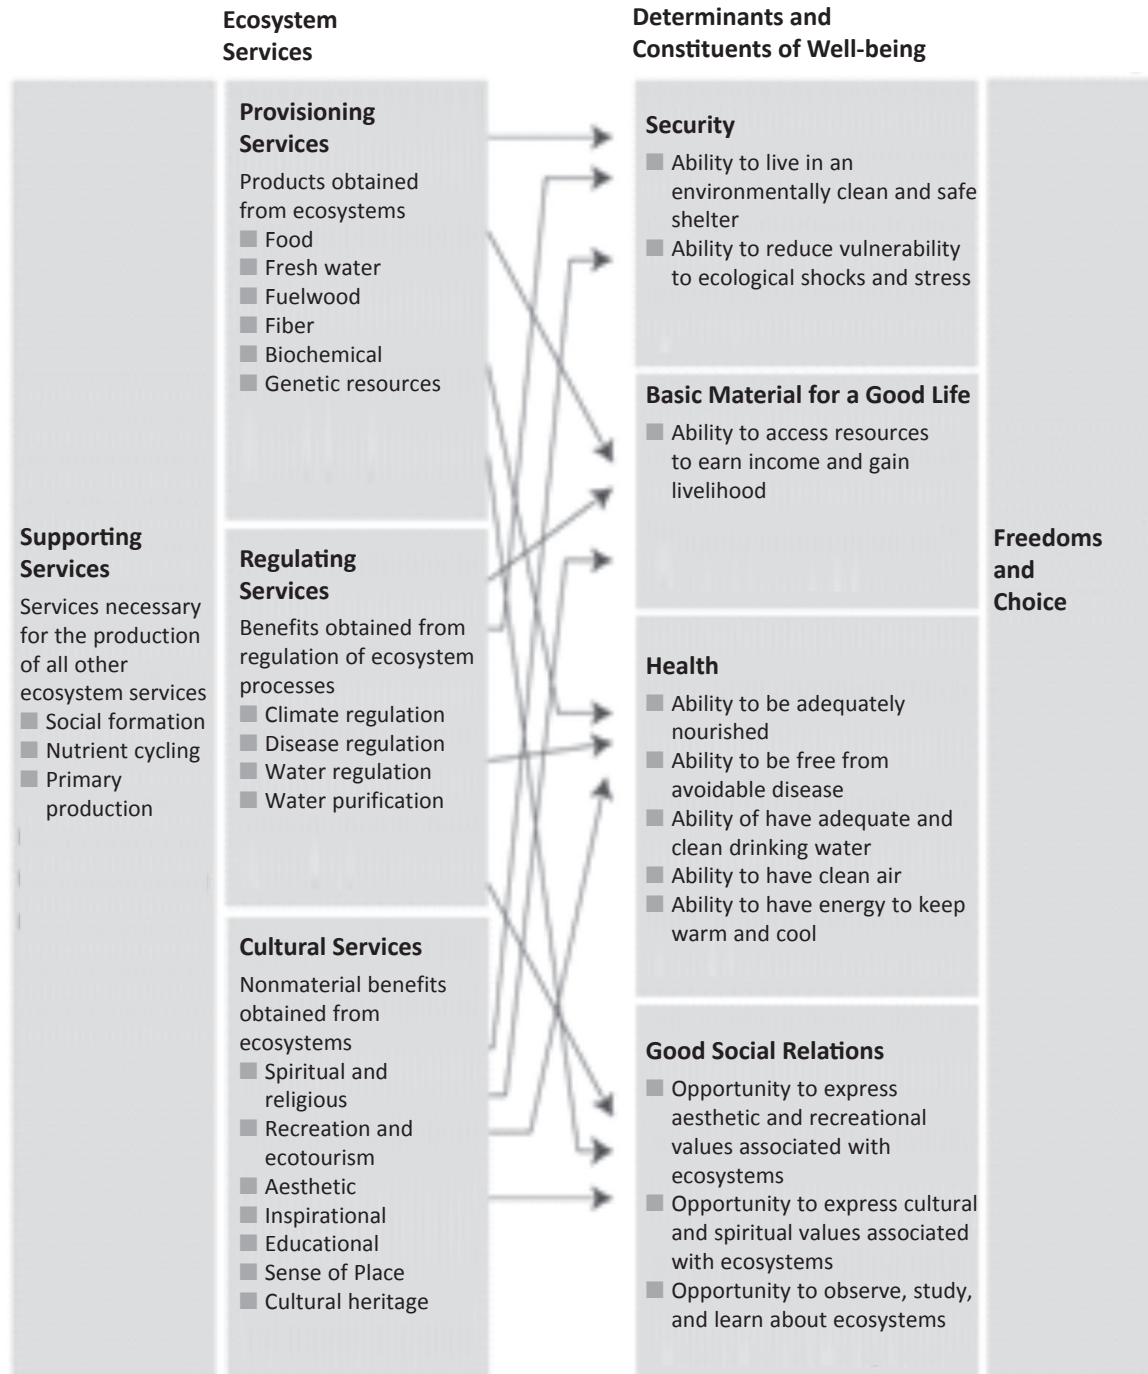 Ecosystem
Services
Determinants and
Constituents of Well-being
Supporting
Services
Services necessary
for the production
of all other
ecosystem services
Social formation
Nutrient cycling
Primary
production
Provisioning
Services
Products obtained
from ecosystems
Food
Fresh water
Fuelwood
Fiber
Biochemical
Genetic resources
Regulating
Services
Benefits obtained from
regulation of ecosystem
processes
Climate regulation
Disease regulation
Water regulation
Water purification
Cultural Services
Nonmaterial benefits
obtained from
ecosystems
Spiritual and
religious
Recreation and
ecotourism
Aesthetic
Inspirational
Educational
Sense of Place
Cultural heritage
Security
Ability to live in an
environmentally clean and safe
shelter
Ability to reduce vulnerability
to ecological shocks and stress
Basic Material for a Good Life
Ability to access resources
to earn income and gain
livelihood
Health
Ability to be adequately
nourished
Ability to be free from
avoidable disease
Ability of have adequate and
clean drinking water
Ability to have clean air
Ability to have energy to keep
warm and cool
Good Social Relations
Opportunity to express
aesthetic and recreational
values associated with
ecosystems
Opportunity to express cultural
and spiritual values associated
with ecosystems
Opportunity to observe, study,
and learn about ecosystems
Freedoms
and
Choice